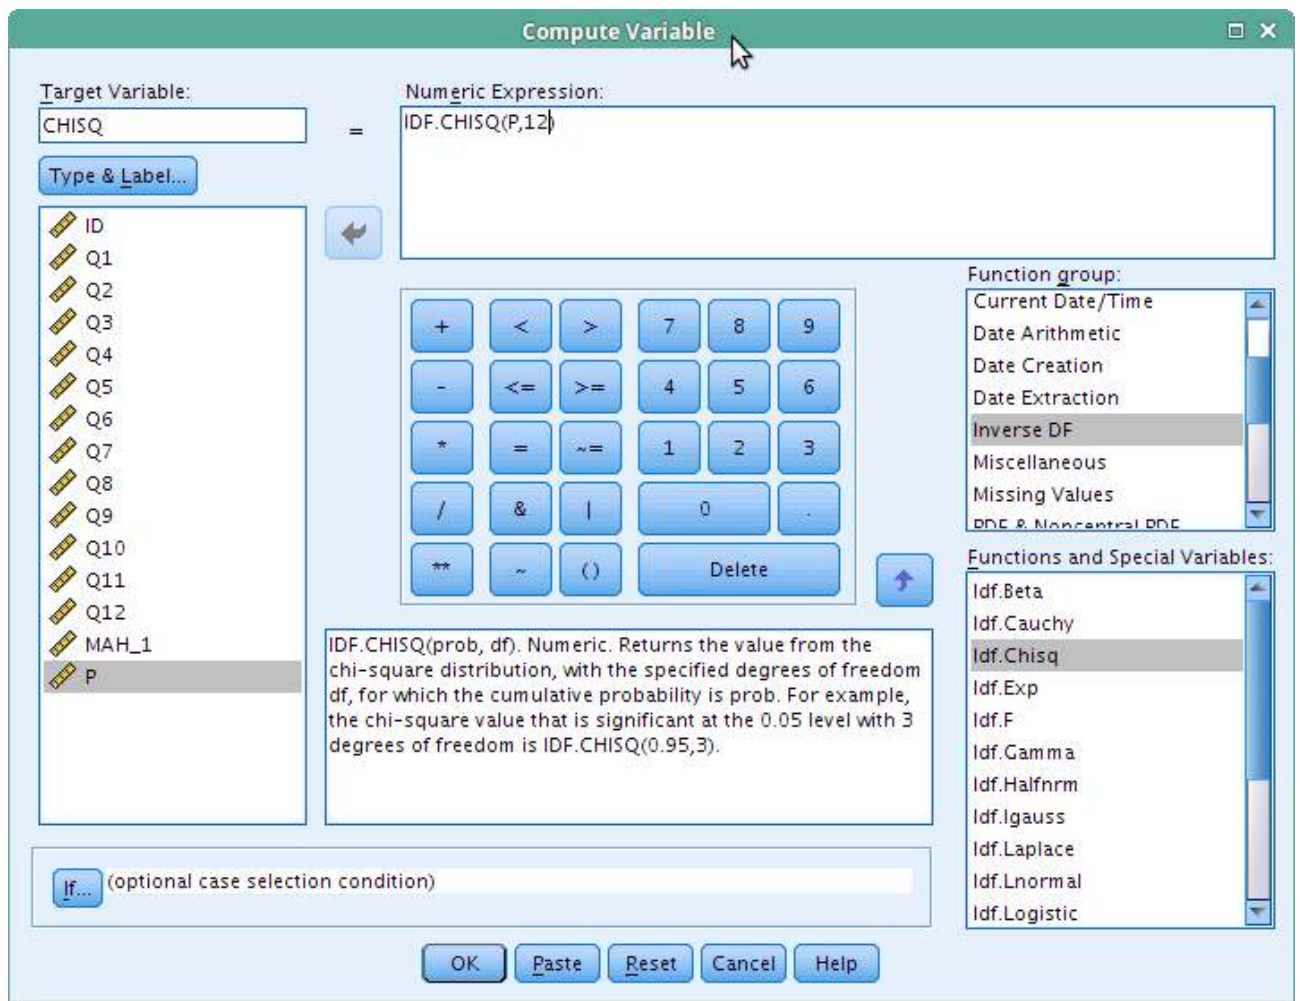 Compute Variable
Target Variable:
CHISQ
=
Numeric Expression:
IDF.CHISQ(P,12)
Type & Label...
ID
Q1
Q2
Q3
Q4
Q5
Q6
Q7
Q8
Q9
Q10
Q11
Q12
MAH_1
P
+ < > 7 8 9
- <= >= 4 5 6
* = ~= 1 2 3
/ & | 0 .
** ~ () Delete
Function group:
Current Date/Time
Date Arithmetic
Date Creation
Date Extraction
Inverse DF
Miscellaneous
Missing Values
PDF & Noncentral PDF
Functions and Special Variables:
Idf.Beta
Idf.Cauchy
Idf.Chisq
Idf.Exp
Idf.F
Idf.Gamma
Idf.Halfnrm
Idf.Igauss
Idf.Laplace
Idf.Lnormal
Idf.Logistic
IDF.CHISQ(prob, df). Numeric. Returns the value from the
chi-square distribution, with the specified degrees of freedom
df, for which the cumulative probability is prob. For example,
the chi-square value that is significant at the 0.05 level with 3
degrees of freedom is IDF.CHISQ(0.95,3).
If... (optional case selection condition)
OK Paste Reset Cancel Help